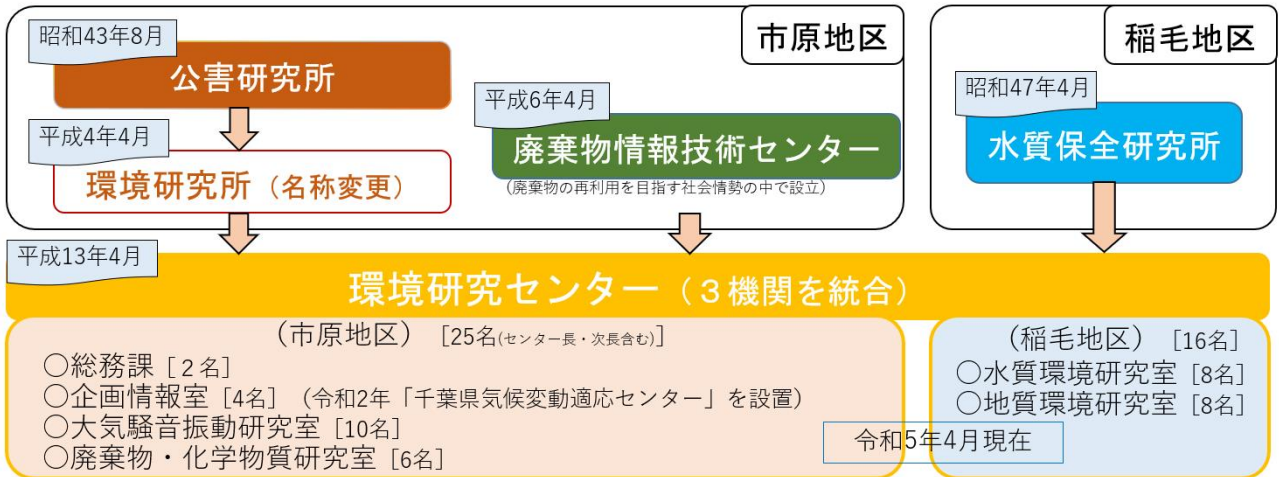 市原地区
昭和43年8月
公害研究所
平成4年4月
環境研究所（名称変更）
平成6年4月
廃棄物情報技術センター
(廃棄物の再利用を目指す社会情勢の中で設立)
稲毛地区
昭和47年4月
水質保全研究所
平成13年4月
環境研究センター（３機関を統合）
（市原地区）［25名(センター長・次長含む)］
○総務課［２名］
○企画情報室［4名］（令和2年「千葉県気候変動適応センター」を設置）
○大気騒音振動研究室［10名］
○廃棄物・化学物質研究室［6名］
（稲毛地区）［16名］
○水質環境研究室［8名］
○地質環境研究室［8名］
令和5年4月現在